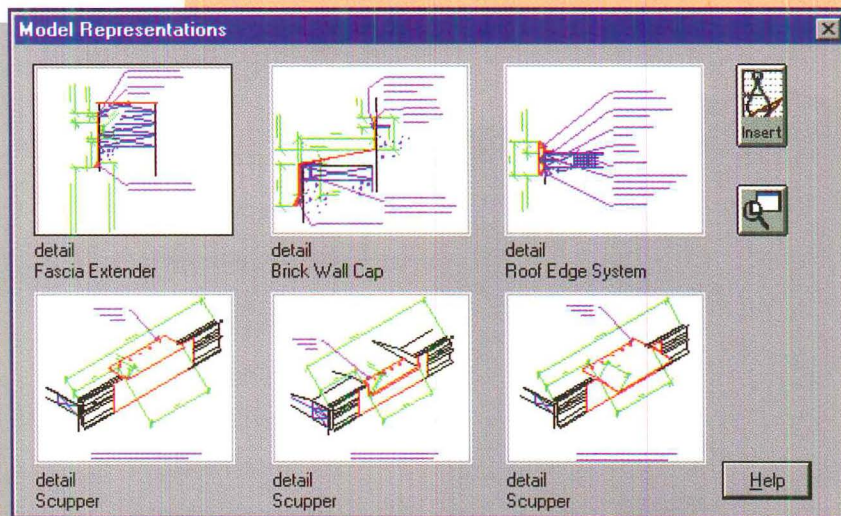 Model Representations
Insert
detail
Fascia Extender
detail
Brick Wall Cap
detail
Roof Edge System
detail
Scupper
detail
Scupper
detail
Scupper
Help